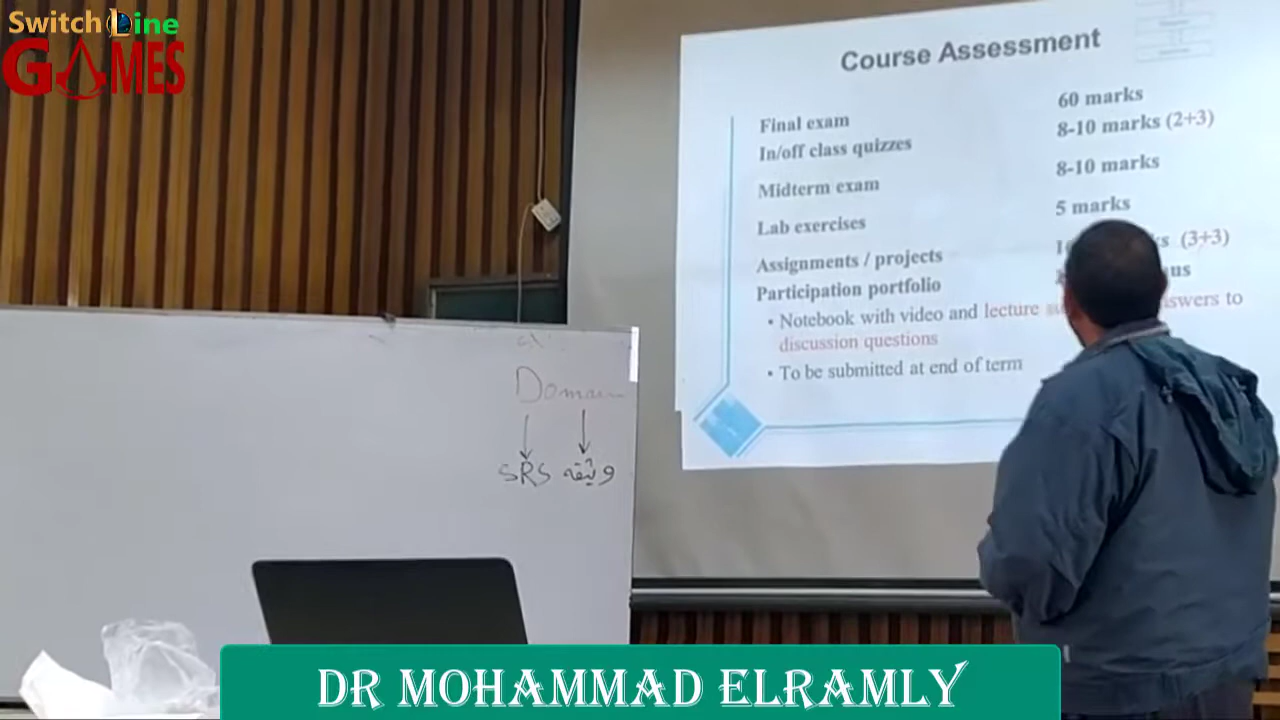 Switch Line
GAMES
Course Assessment
Final exam 60 marks
In/off class quizzes 8-10 marks (2+3)
Midterm exam 8-10 marks
Lab exercises 5 marks
Assignments / projects (3+3)
Participation portfolio
• Notebook with video and lecture answers to
discussion questions
• To be submitted at end of term
Domain
SRS وثيقه
DR MOHAMMAD ELRAMLY